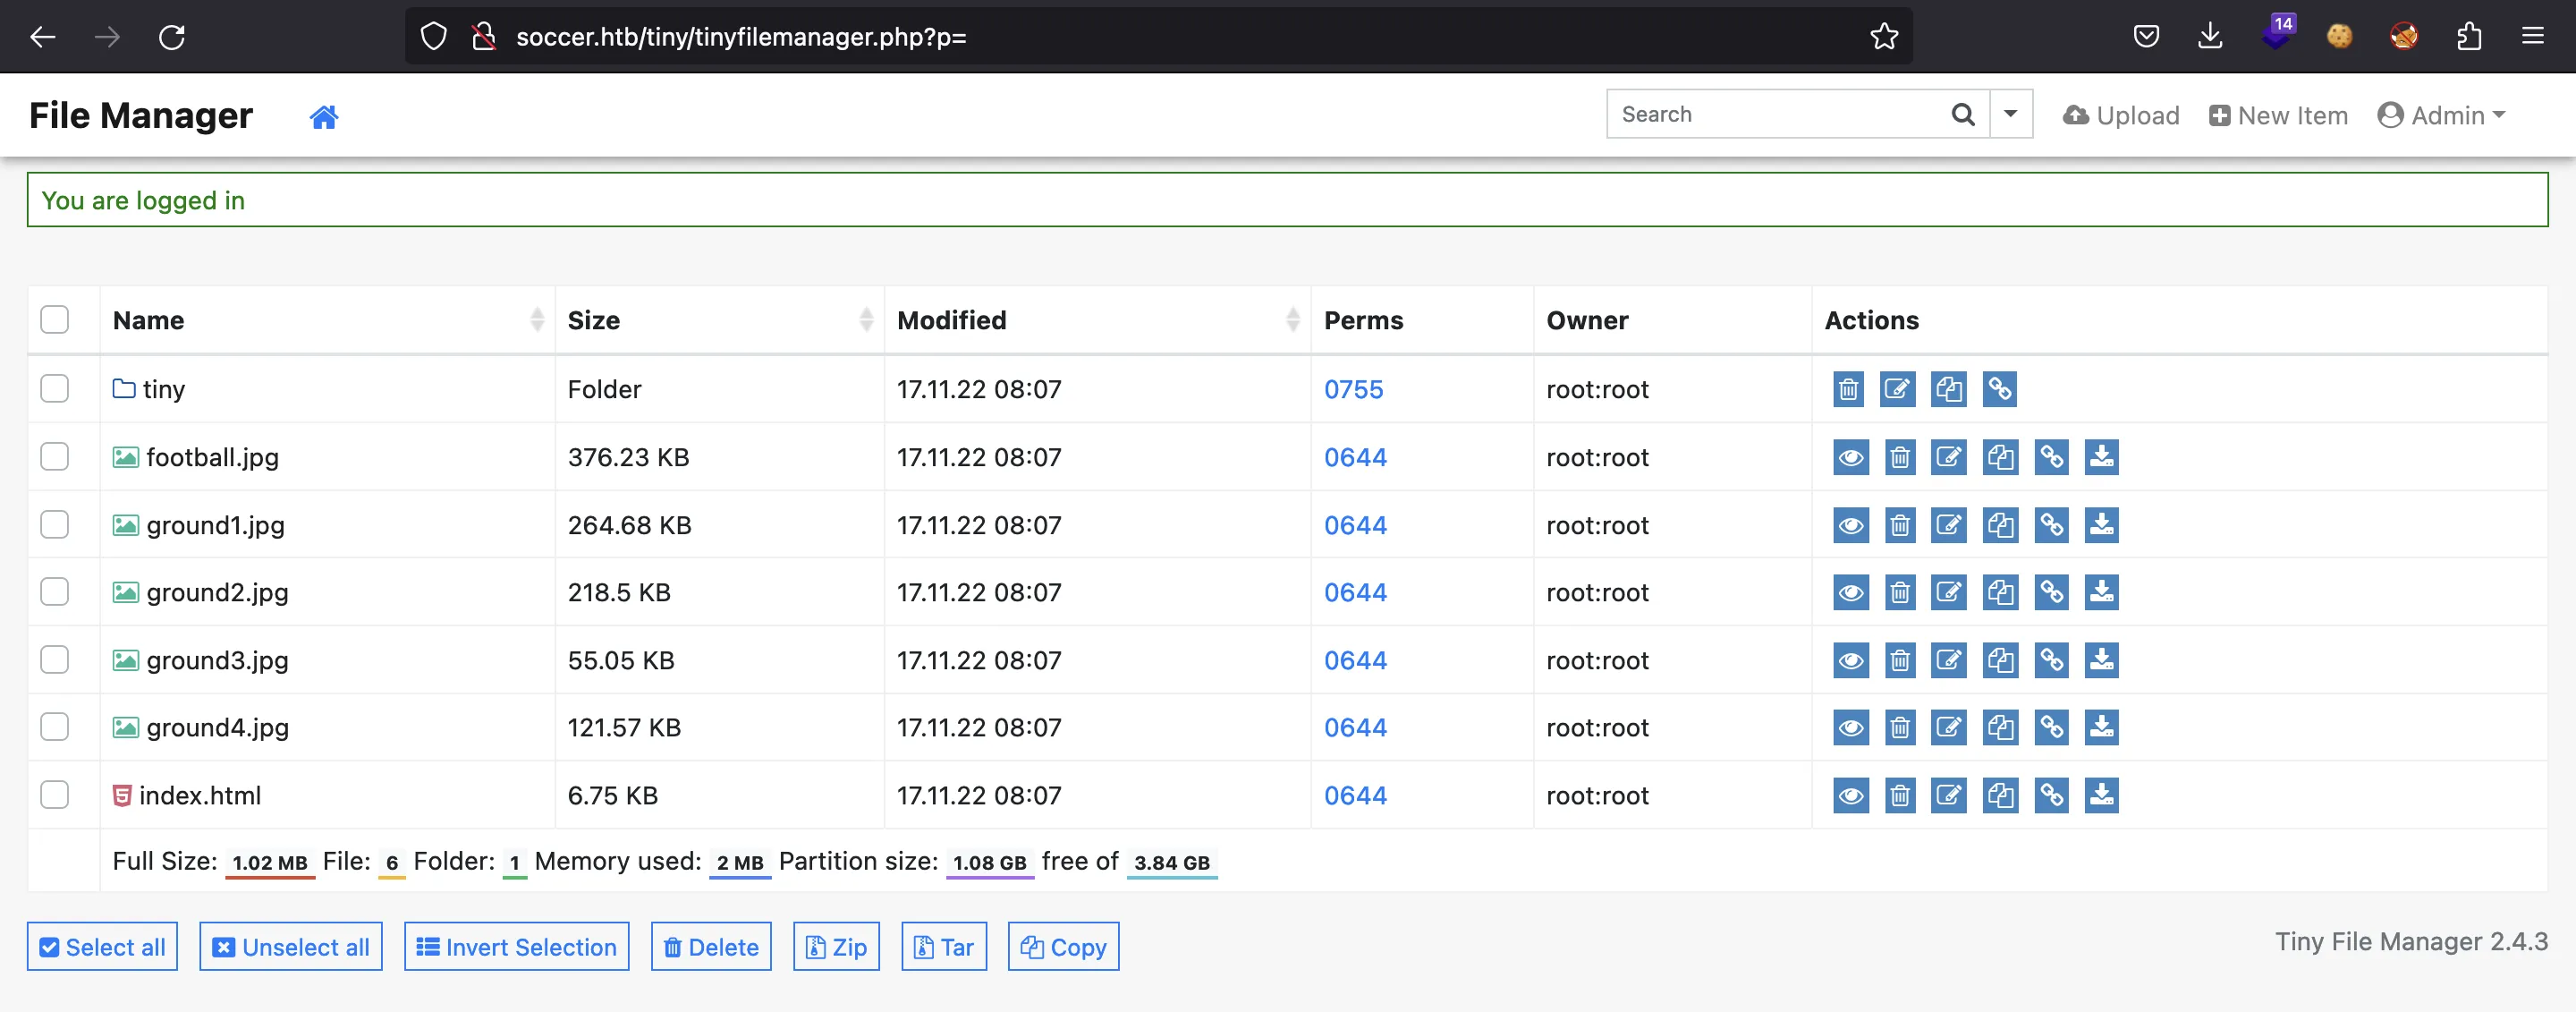 soccer.htb/tiny/tinyfilemanager.php?p=
14
File Manager
Search
Upload
New Item
Admin
You are logged in
Name Size Modified Perms Owner Actions
tiny Folder 17.11.22 08:07 0755 root:root
football.jpg 376.23 KB 17.11.22 08:07 0644 root:root
ground1.jpg 264.68 KB 17.11.22 08:07 0644 root:root
ground2.jpg 218.5 KB 17.11.22 08:07 0644 root:root
ground3.jpg 55.05 KB 17.11.22 08:07 0644 root:root
ground4.jpg 121.57 KB 17.11.22 08:07 0644 root:root
index.html 6.75 KB 17.11.22 08:07 0644 root:root
Full Size: 1.02 MB File: 6 Folder: 1 Memory used: 2 MB Partition size: 1.08 GB free of 3.84 GB
Select all Unselect all Invert Selection Delete Zip Tar Copy
Tiny File Manager 2.4.3